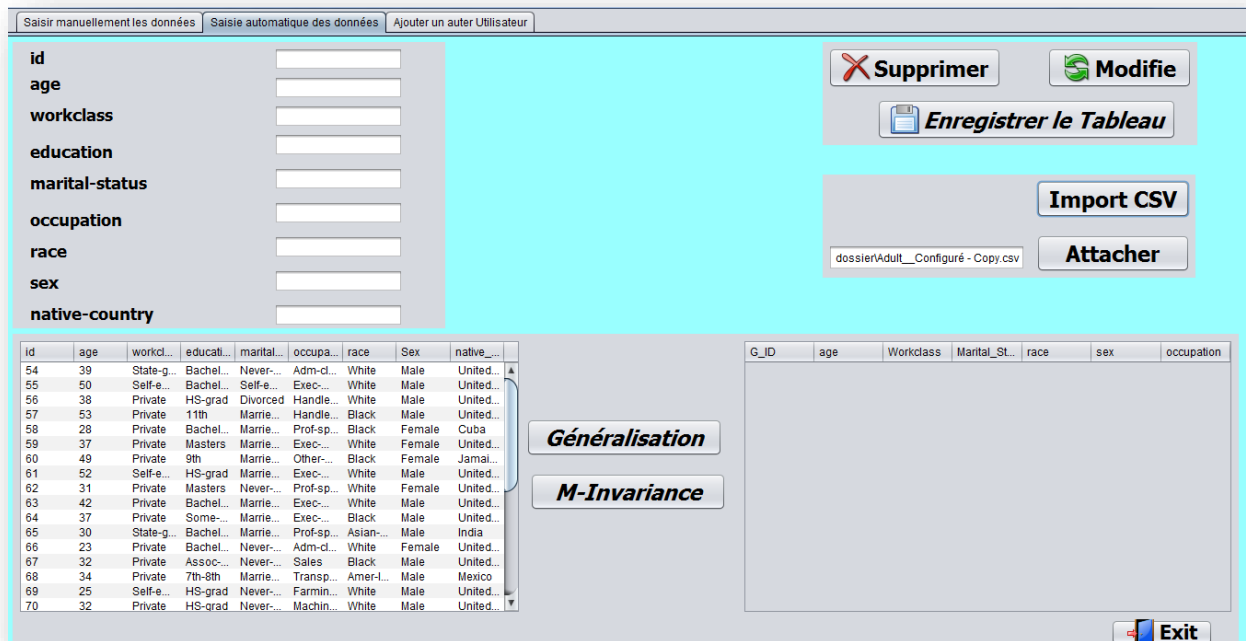 Saisir manuellement les données Saisie automatique des données Ajouter un auter Utilisateur
id
age
workclass
education
marital-status
occupation
race
sex
native-country
Supprimer Modifie
Enregistrer le Tableau
Import CSV
dossier\Adult__Configuré - Copy.csv Attacher
id age workcl... educati... marital... occupa... race Sex native_...
54 39 State-g... Bachel... Never-... Adm-cl... White Male United...
55 50 Self-e... Bachel... Self-e... Exec-... White Male United...
56 38 Private HS-grad Divorced Handle... White Male United...
57 53 Private 11th Marrie... Handle... Black Male United...
58 28 Private Bachel... Marrie... Prof-sp... Black Female Cuba
59 37 Private Masters Marrie... Exec-... White Female United...
60 49 Private 9th Marrie... Other-... Black Female Jamai...
61 52 Self-e... HS-grad Marrie... Exec-... White Male United...
62 31 Private Masters Never-... Prof-sp... White Female United...
63 42 Private Bachel... Marrie... Exec-... White Male United...
64 37 Private Some-... Marrie... Exec-... Black Male United...
65 30 State-g... Bachel... Marrie... Prof-sp... Asian-... Male India
66 23 Private Bachel... Never-... Adm-cl... White Female United...
67 32 Private Assoc-... Never-... Sales Black Male United...
68 34 Private 7th-8th Marrie... Transp... Amer-I... Male Mexico
69 25 Self-e... HS-grad Never-... Farmin... White Male United...
70 32 Private HS-grad Never-... Machin... White Male United...
Généralisation
M-Invariance
G_ID age Workclass Marital_St... race sex occupation
Exit